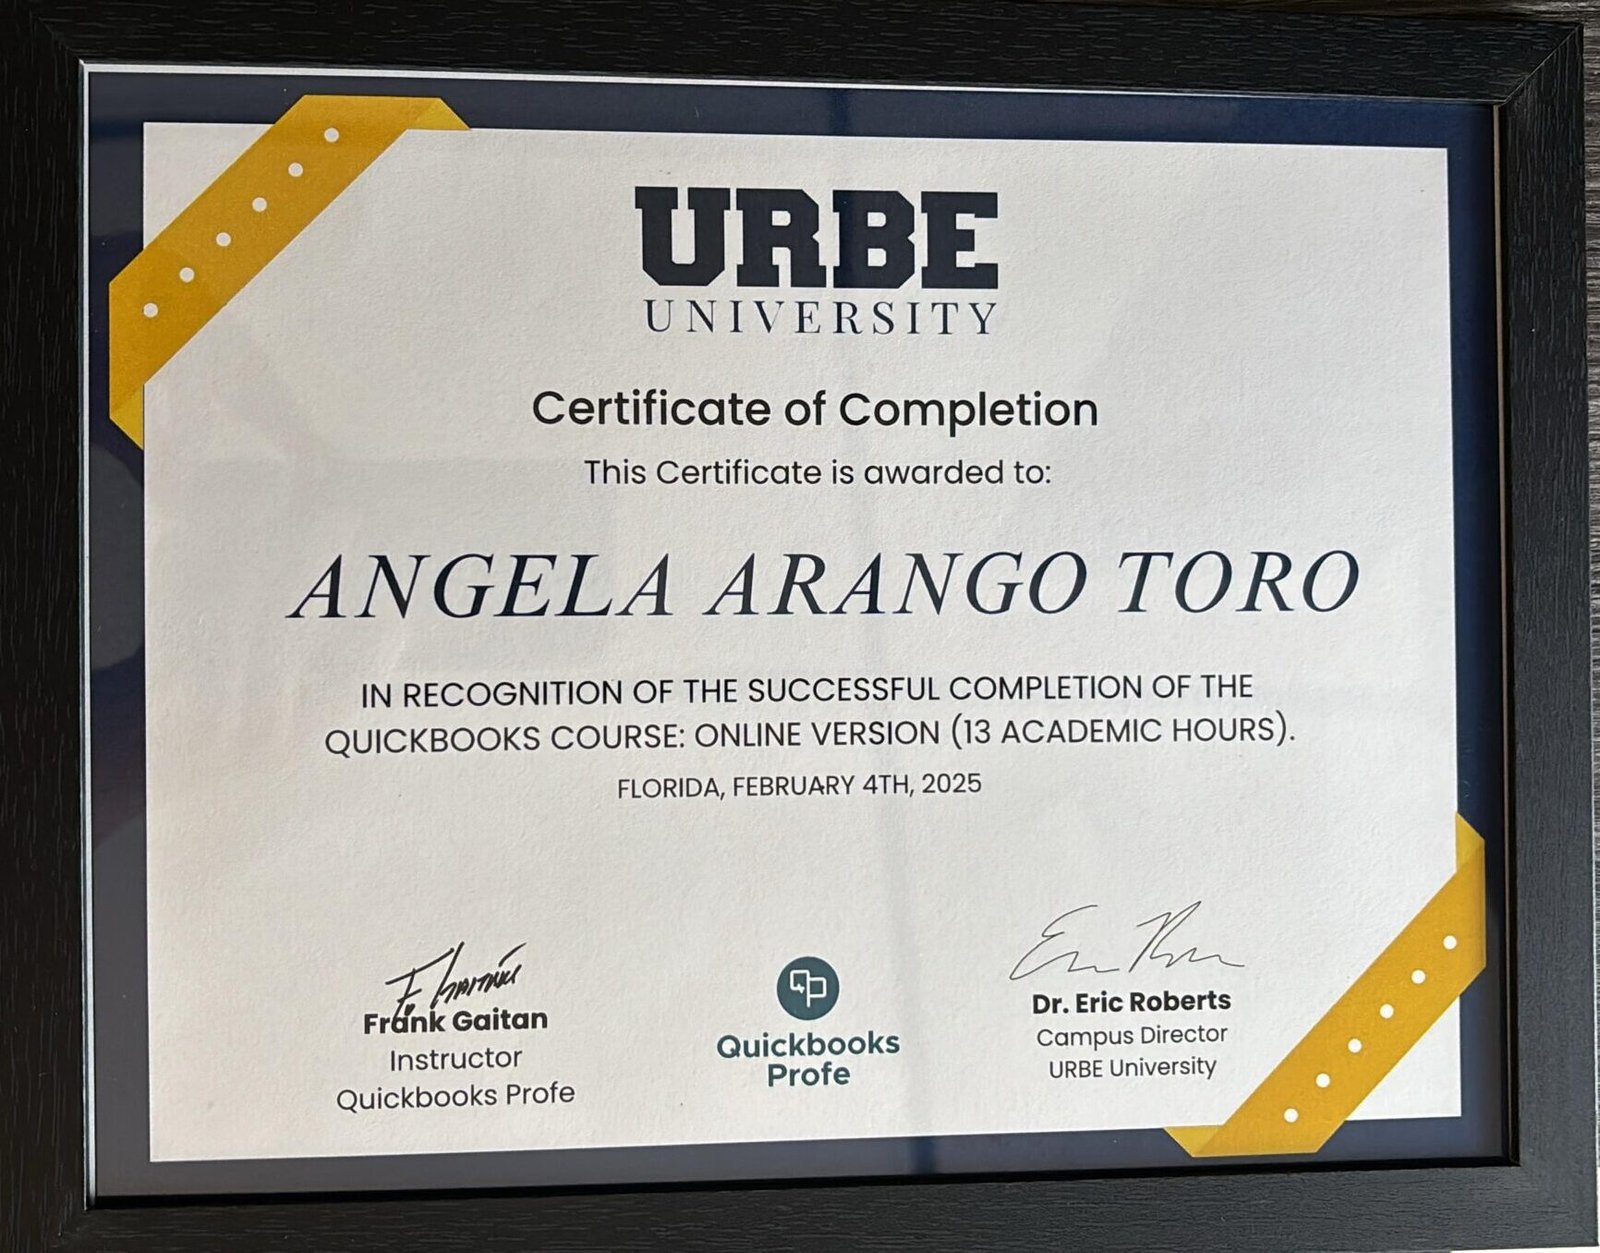 URBE
UNIVERSITY
Certificate of Completion
This Certificate is awarded to:
ANGELA ARANGO TORO
IN RECOGNITION OF THE SUCCESSFUL COMPLETION OF THE
QUICKBOOKS COURSE: ONLINE VERSION (13 ACADEMIC HOURS).
FLORIDA, FEBRUARY 4TH, 2025
F. Gaitán
Frank Gaitan
Instructor
Quickbooks Profe
Quickbooks
Profe
Dr. Eric Roberts
Campus Director
URBE University